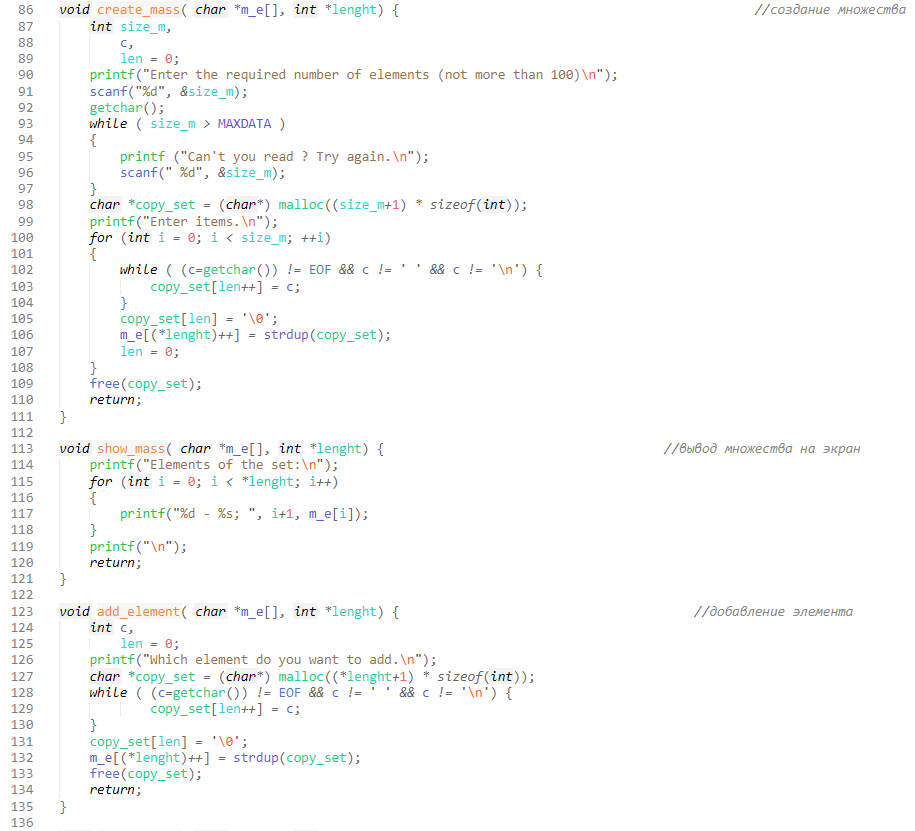 86 void create_mass( char *m_e[], int *lenght) { //создание множества
87 int size_m,
88 c,
89 len = 0;
90 printf("Enter the required number of elements (not more than 100)\n");
91 scanf("%d", &size_m);
92 getchar();
93 while ( size_m > MAXDATA )
94 {
95 printf ("Can't you read ? Try again.\n");
96 scanf(" %d", &size_m);
97 }
98 char *copy_set = (char*) malloc((size_m+1) * sizeof(int));
99 printf("Enter items.\n");
100 for (int i = 0; i < size_m; ++i)
101 {
102 while ( (c=getchar()) != EOF && c != ' ' && c != '\n') {
103 copy_set[len++] = c;
104 }
105 copy_set[len] = '\0';
106 m_e[(*lenght)++] = strdup(copy_set);
107 len = 0;
108 }
109 free(copy_set);
110 return;
111 }
112
113 void show_mass( char *m_e[], int *lenght) { //вывод множества на экран
114 printf("Elements of the set:\n");
115 for (int i = 0; i < *lenght; i++)
116 {
117 printf("%d - %s; ", i+1, m_e[i]);
118 }
119 printf("\n");
120 return;
121 }
122
123 void add_element( char *m_e[], int *lenght) { //добавление элемента
124 int c,
125 len = 0;
126 printf("Which element do you want to add.\n");
127 char *copy_set = (char*) malloc((*lenght+1) * sizeof(int));
128 while ( (c=getchar()) != EOF && c != ' ' && c != '\n') {
129 copy_set[len++] = c;
130 }
131 copy_set[len] = '\0';
132 m_e[(*lenght)++] = strdup(copy_set);
133 free(copy_set);
134 return;
135 }
136